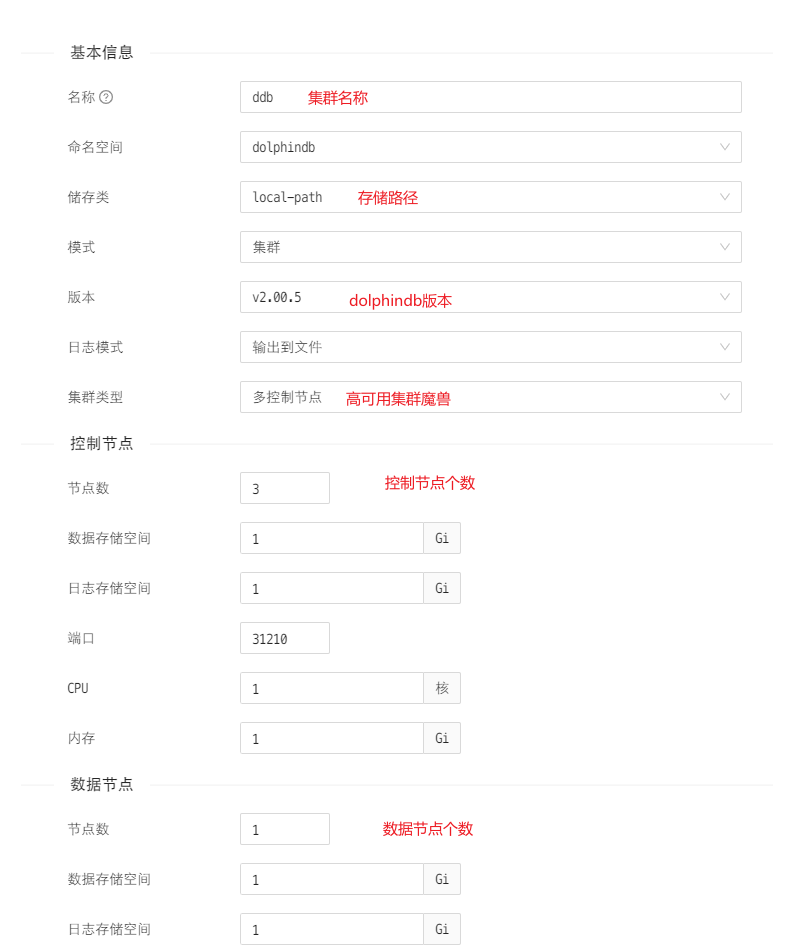 基本信息
名称 ddb 集群名称
命名空间 dolphindb
储存类 local-path 存储路径
模式 集群
版本 v2.00.5 dolphindb版本
日志模式 输出到文件
集群类型 多控制节点 高可用集群魔兽
控制节点
节点数 3 控制节点个数
数据存储空间 1 Gi
日志存储空间 1 Gi
端口 31210
CPU 1 核
内存 1 Gi
数据节点
节点数 1 数据节点个数
数据存储空间 1 Gi
日志存储空间 1 Gi